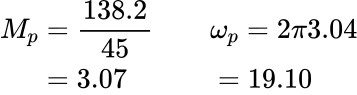 M_p = 138.2/45    ω_p = 2π3.04
= 3.07    = 19.10